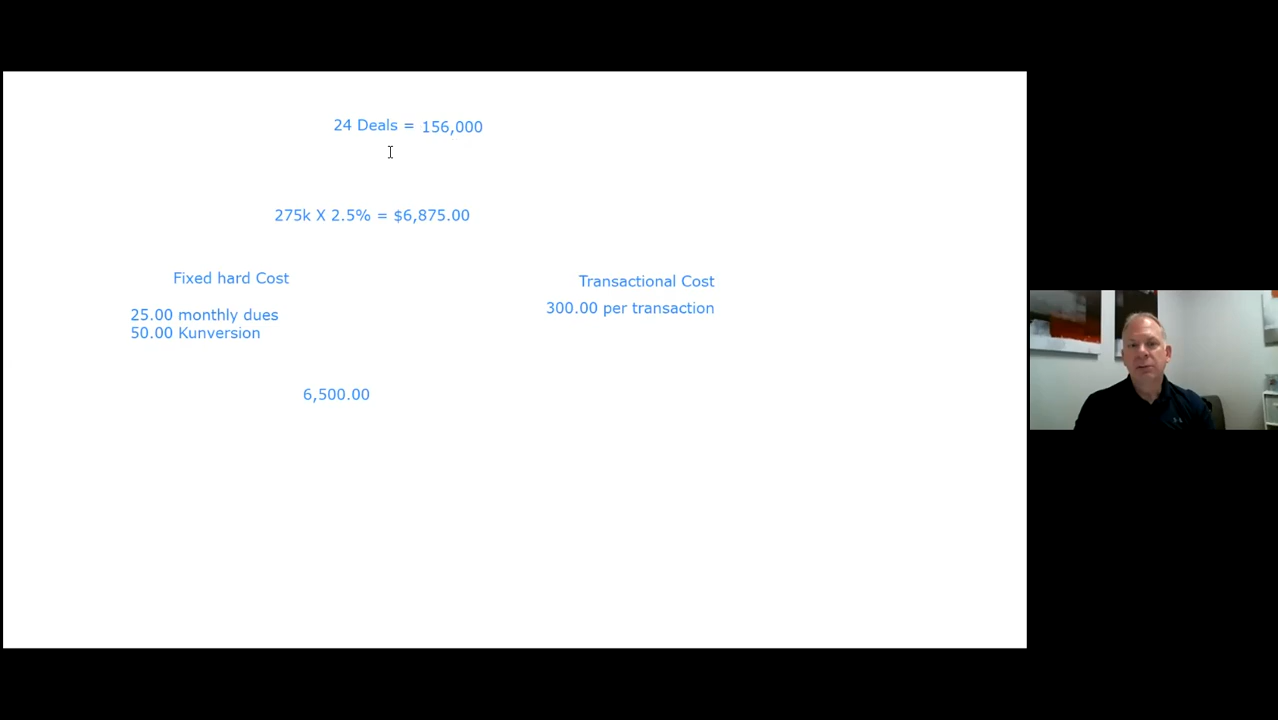 24 Deals = 156,000
275k X 2.5% = $6,875.00
Fixed hard Cost
25.00 monthly dues
50.00 Kunversion
Transactional Cost
300.00 per transaction
6,500.00